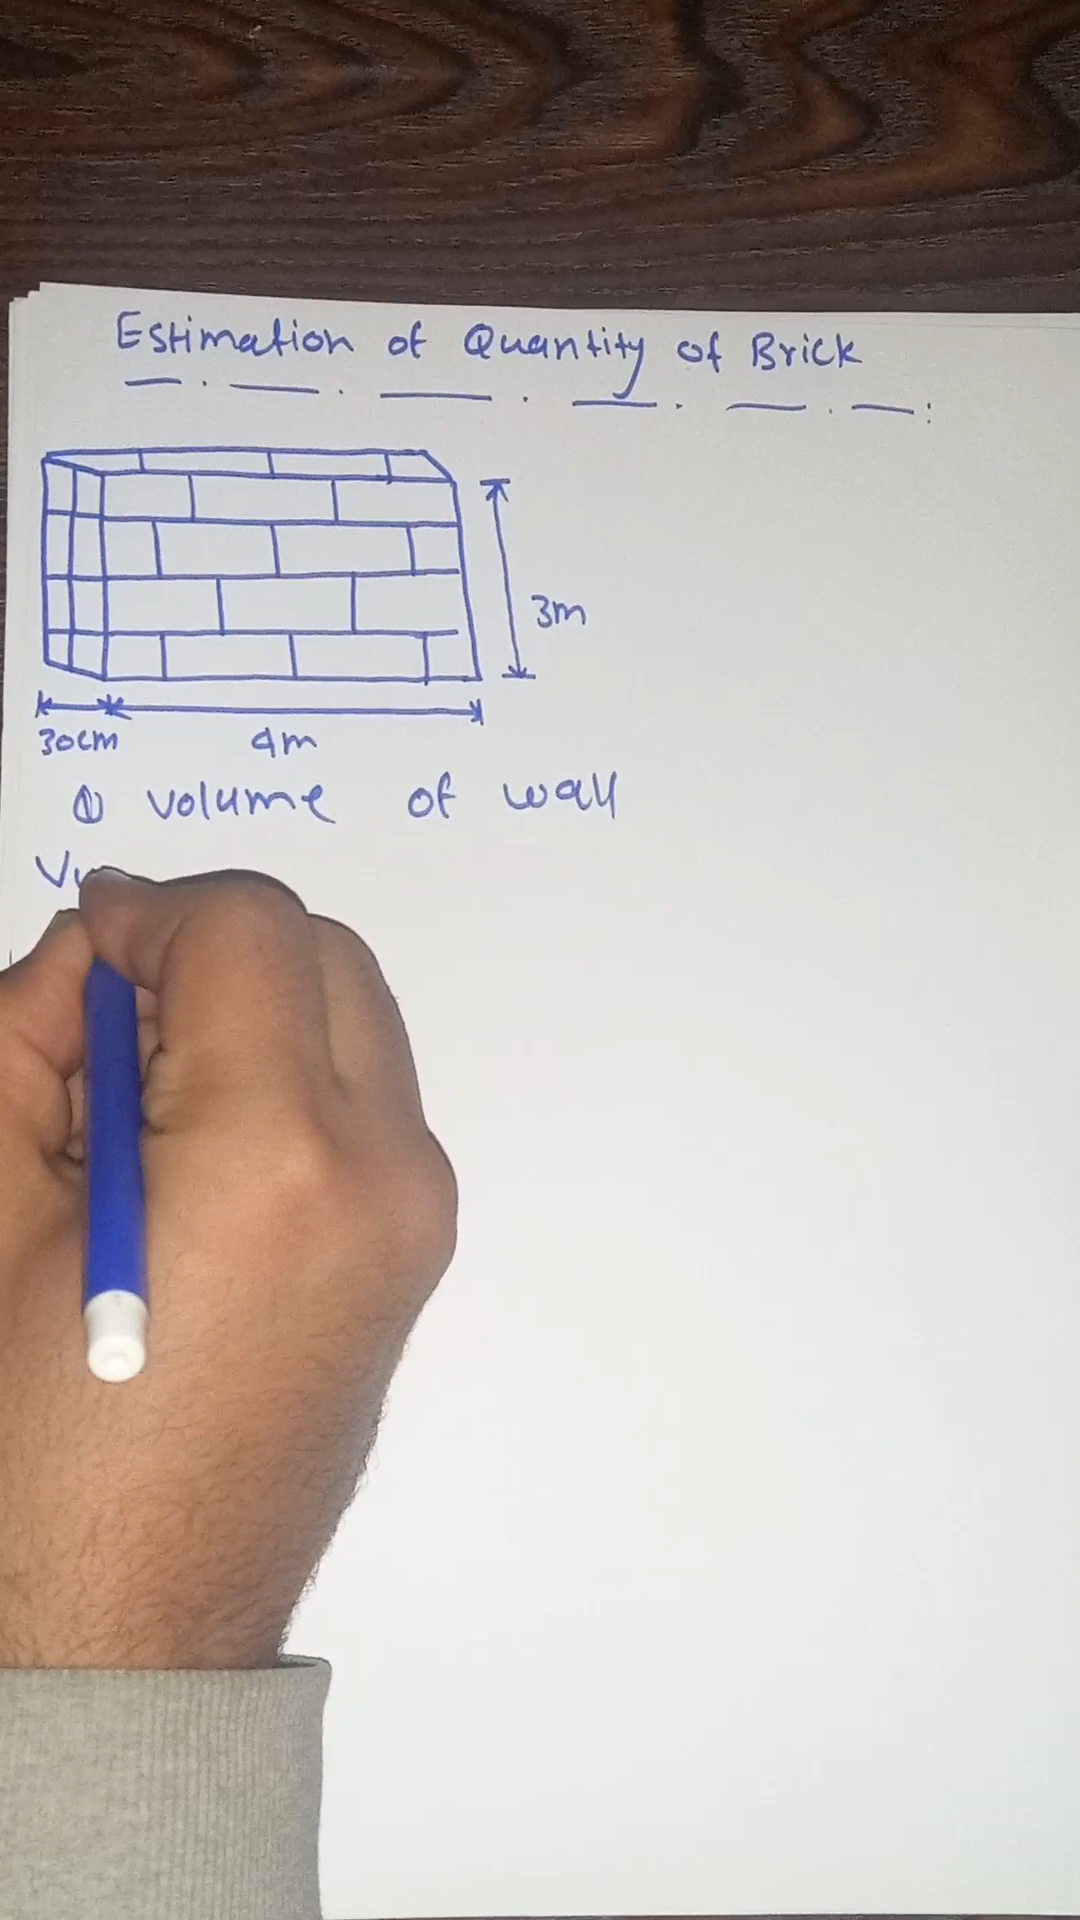 Estimation of Quantity of Brick
3m
30cm 4m
① volume of wall